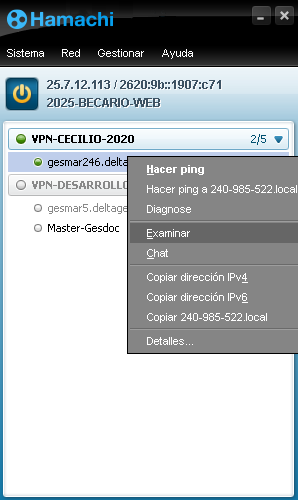 Hamachi
Sistema Red Gestionar Ayuda
25.7.12.113 / 2620:9b::1907:c71
2025-BECARIO-WEB
VPN-CECILIO-2020 2/5
gesmar246.delta
Hacer ping
VPN-DESARROLLO
Hacer ping a 240-985-522.local
gesmar5.deltage
Diagnose
Master-Gesdoc
Examinar
Chat
Copiar dirección IPv4
Copiar dirección IPv6
Copiar 240-985-522.local
Detalles...